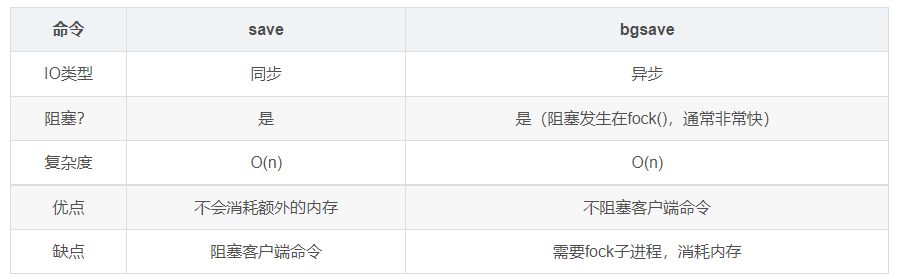 命令 save bgsave
IO类型 同步 异步
阻塞? 是 是（阻塞发生在fock()，通常非常快）
复杂度 O(n) O(n)
优点 不会消耗额外的内存 不阻塞客户端命令
缺点 阻塞客户端命令 需要fock子进程，消耗内存